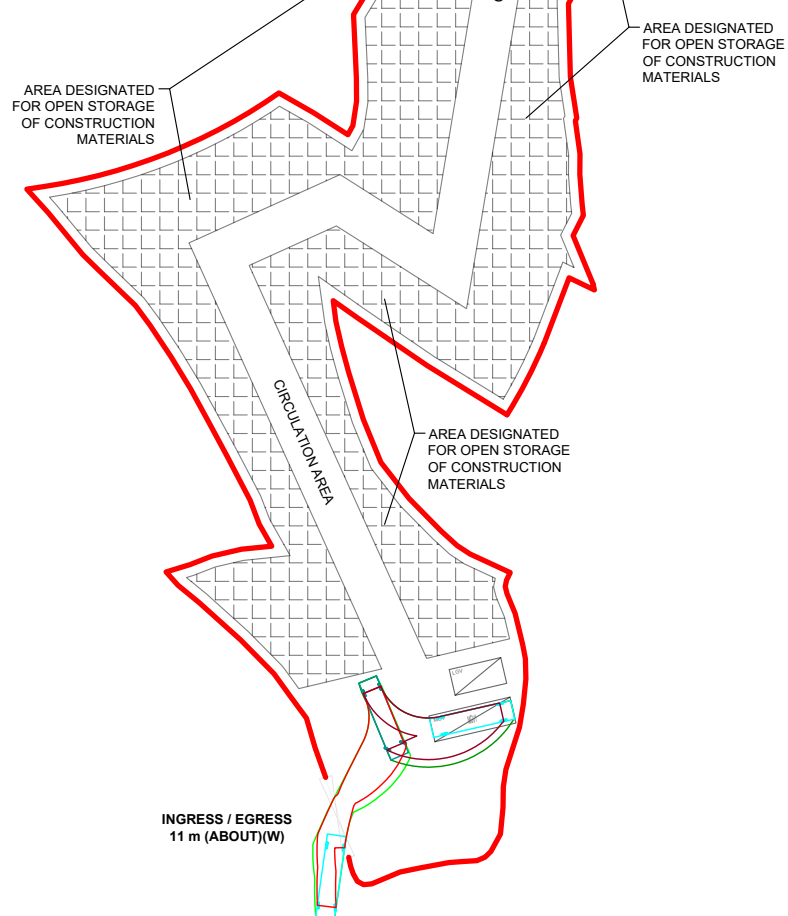 AREA DESIGNATED
FOR OPEN STORAGE
OF CONSTRUCTION
MATERIALS
AREA DESIGNATED
FOR OPEN STORAGE
OF CONSTRUCTION
MATERIALS
CIRCULATION AREA
AREA DESIGNATED
FOR OPEN STORAGE
OF CONSTRUCTION
MATERIALS
LGV
INGRESS / EGRESS
11 m (ABOUT)(W)